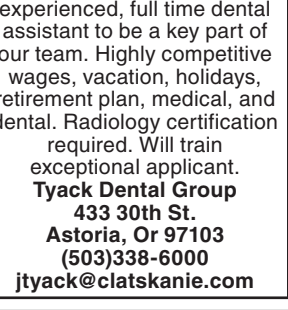 experienced, full time dental
assistant to be a key part of
our team. Highly competitive
wages, vacation, holidays,
retirement plan, medical, and
dental. Radiology certification
required. Will train
exceptional applicant.
Tyack Dental Group
433 30th St.
Astoria, Or 97103
(503)338-6000
jtyack@clatskanie.com